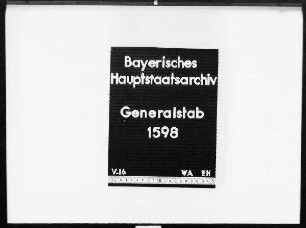 Bayerisches
Hauptstaatsarchiv
Generalstab
1598
V.16 WA EH